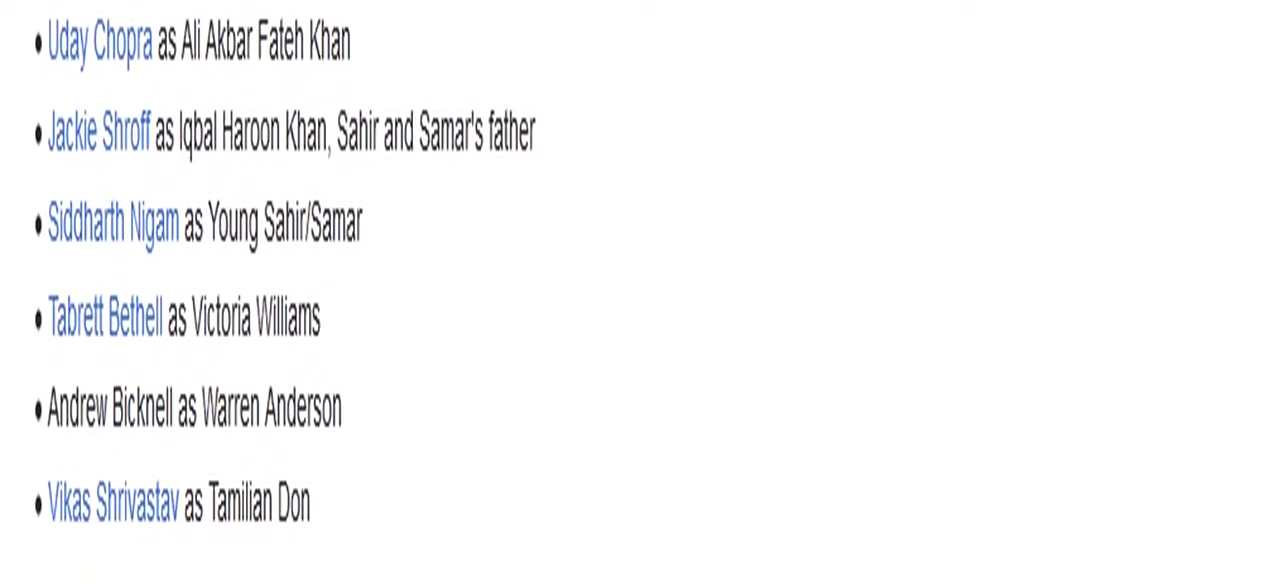 • Uday Chopra as Ali Akbar Fateh Khan
• Jackie Shroff as Iqbal Haroon Khan, Sahir and Samar's father
• Siddharth Nigam as Young Sahir/Samar
• Tabrett Bethell as Victoria Williams
• Andrew Bicknell as Warren Anderson
• Vikas Shrivastav as Tamilian Don